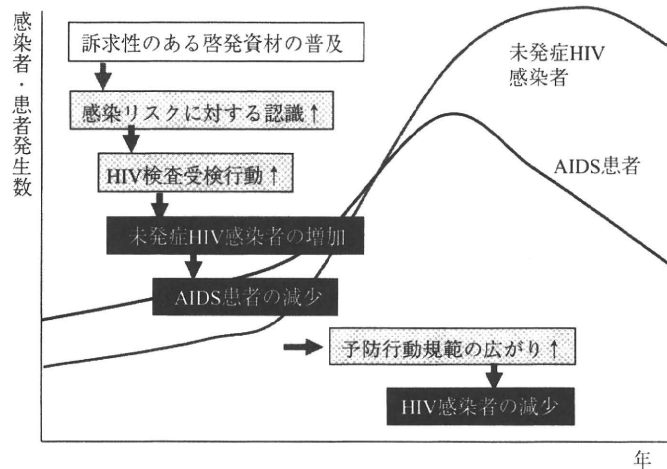 感染者・患者発生数
訴求性のある啓発資材の普及
感染リスクに対する認識↑
HIV検査受検行動↑
未発症HIV感染者の増加
AIDS患者の減少
予防行動規範の広がり↑
HIV感染者の減少
未発症HIV
感染者
AIDS患者
年